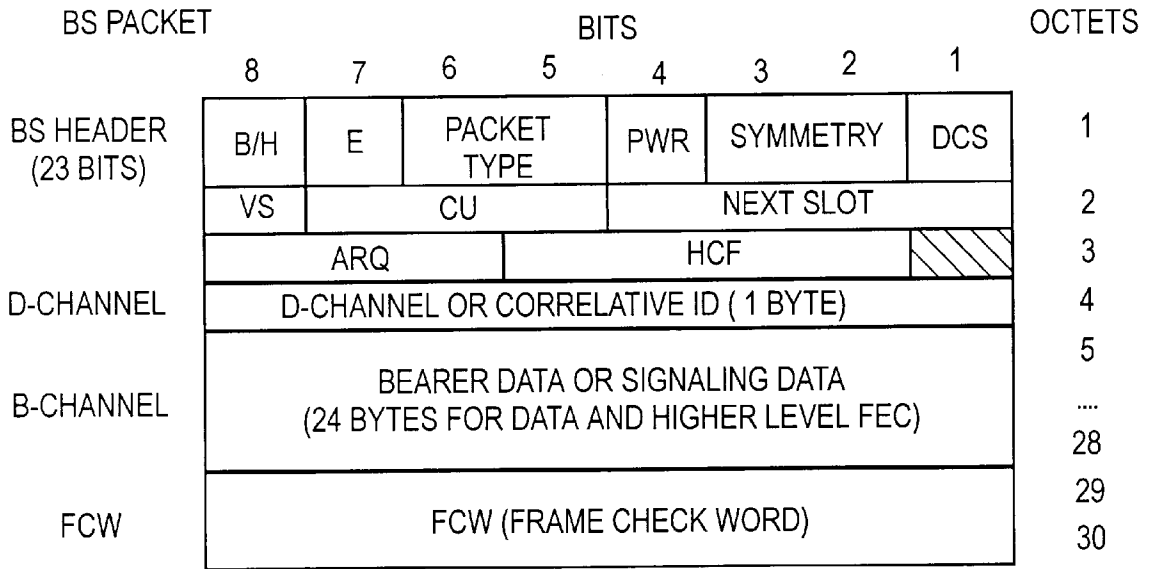 BS PACKET BITS OCTETS
8 7 6 5 4 3 2 1
BS HEADER
(23 BITS)
B/H E PACKET
TYPE PWR SYMMETRY DCS 1
VS CU NEXT SLOT 2
ARQ HCF 3
D-CHANNEL D-CHANNEL OR CORRELATIVE ID ( 1 BYTE) 4
5
B-CHANNEL BEARER DATA OR SIGNALING DATA
(24 BYTES FOR DATA AND HIGHER LEVEL FEC) ....
28
29
FCW FCW (FRAME CHECK WORD)
30